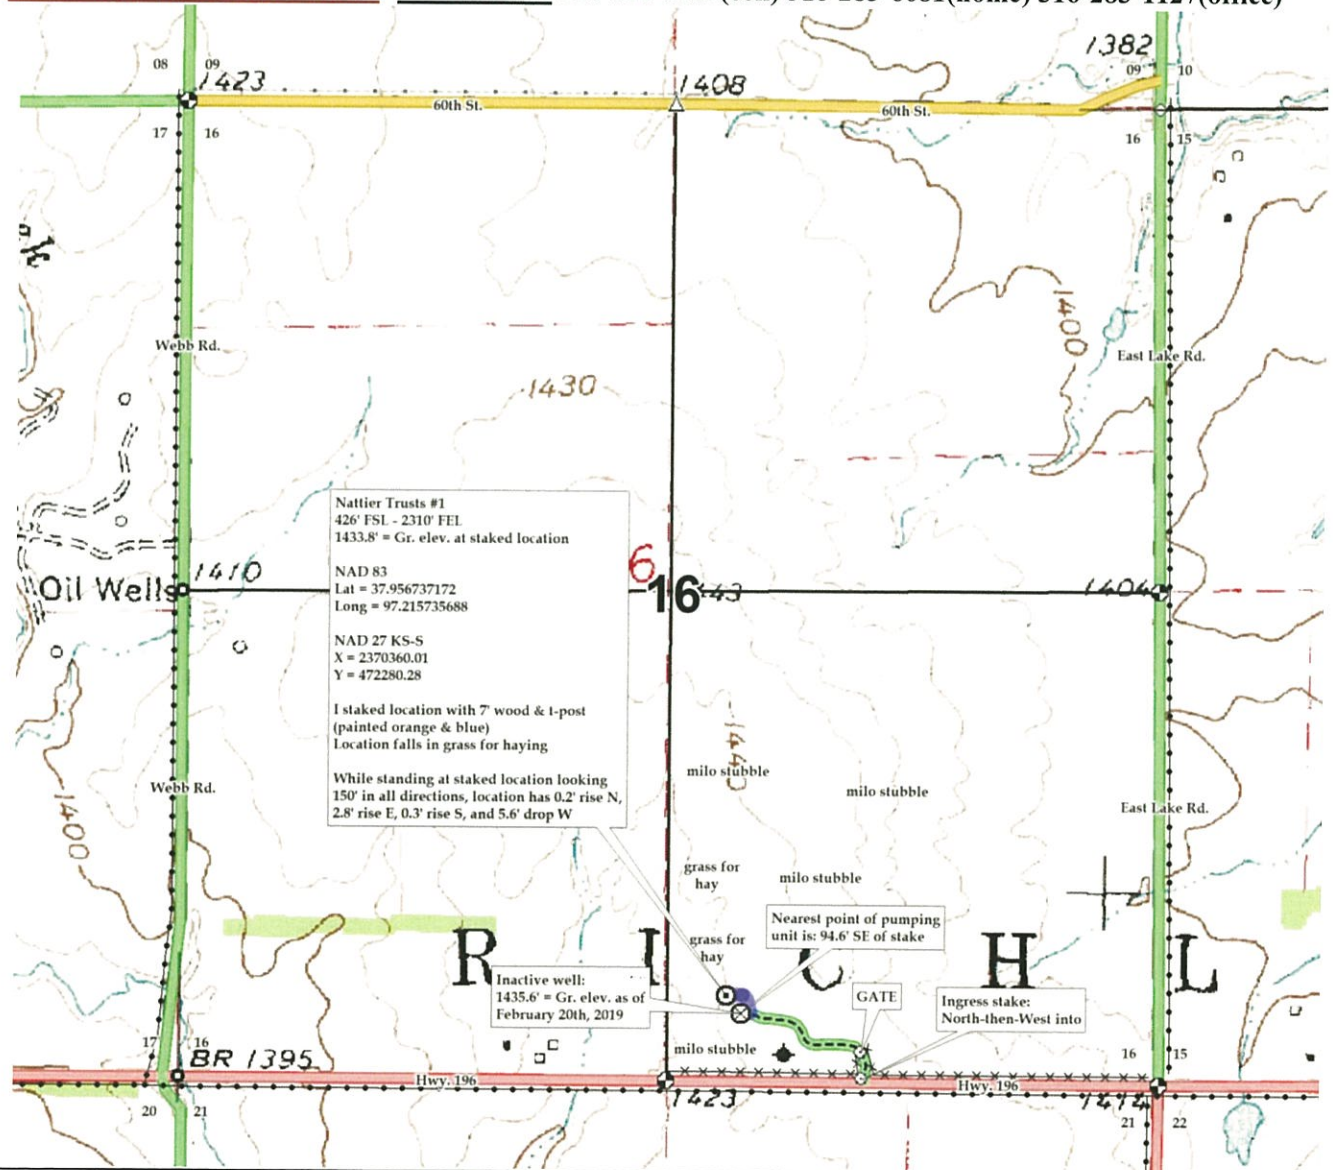 1382
08 09
09 10
1423
1408
60th St.
60th St.
17 16
16 15
1400
Webb Rd.
East Lake Rd.
1430
Nattier Trusts #1
426' FSL - 2310' FEL
1433.8' = Gr. elev. at staked location
NAD 83
Lat = 37.956737172
Long = 97.215735688
NAD 27 KS-S
X = 2370360.01
Y = 472280.28
I staked location with 7' wood & t-post
(painted orange & blue)
Location falls in grass for haying
While standing at staked location looking
150' in all directions, location has 0.2' rise N,
2.8' rise E, 0.3' rise S, and 5.6' drop W
6
1410
Oil Wells
16
1404
1440
milo stubble
milo stubble
Webb Rd.
East Lake Rd.
1400
grass for
hay
milo stubble
Nearest point of pumping
unit is: 94.6' SE of stake
grass for
hay
R I C H L
Inactive well:
1435.6' = Gr. elev. as of
February 20th, 2019
GATE
Ingress stake:
North-then-West into
milo stubble
17 16
16 15
BR 1395
Hwy. 196
Hwy. 196
1423
1414
20 21
21 22